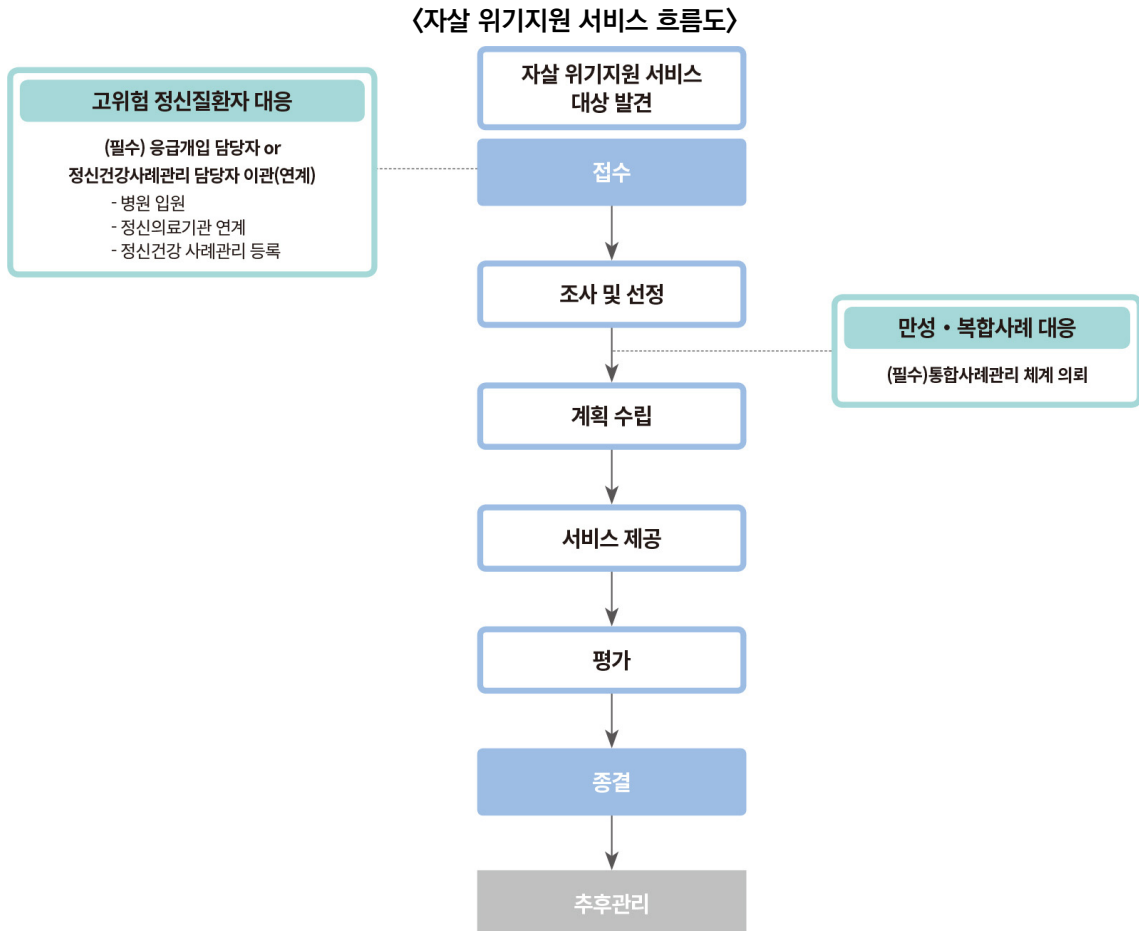 〈자살 위기지원 서비스 흐름도〉
자살 위기지원 서비스
대상 발견
고위험 정신질환자 대응
(필수) 응급개입 담당자 or
정신건강사례관리 담당자 이관(연계)
- 병원 입원
- 정신의료기관 연계
- 정신건강 사례관리 등록
접수
조사 및 선정
만성・복합사례 대응
(필수)통합사례관리 체계 의뢰
계획 수립
서비스 제공
평가
종결
추후관리